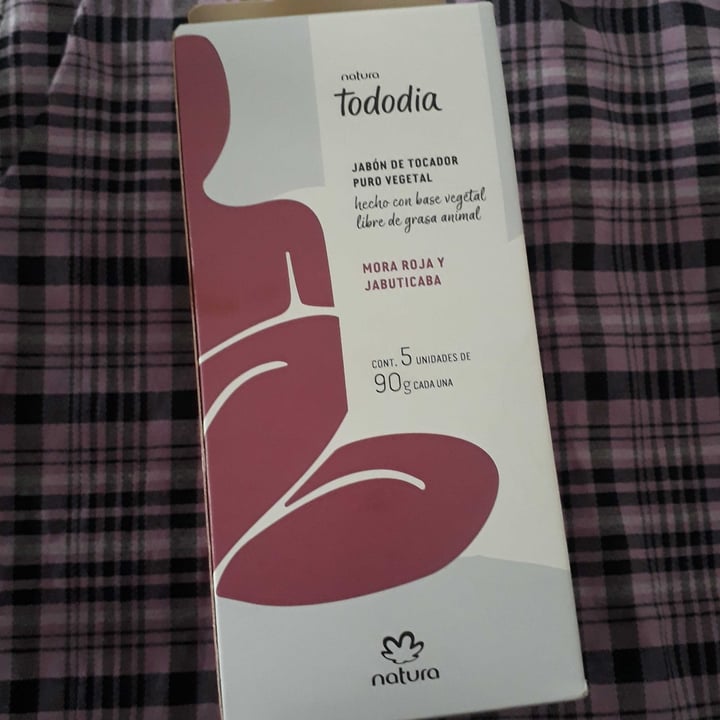 natura
Tododia
JABÓN DE TOCADOR
PURO VEGETAL
hecho con base vegetal
libre de grasa animal
MORA ROJA Y
JABUTICABA
CONT. 5 UNIDADES DE
90g CADA UNA
natura